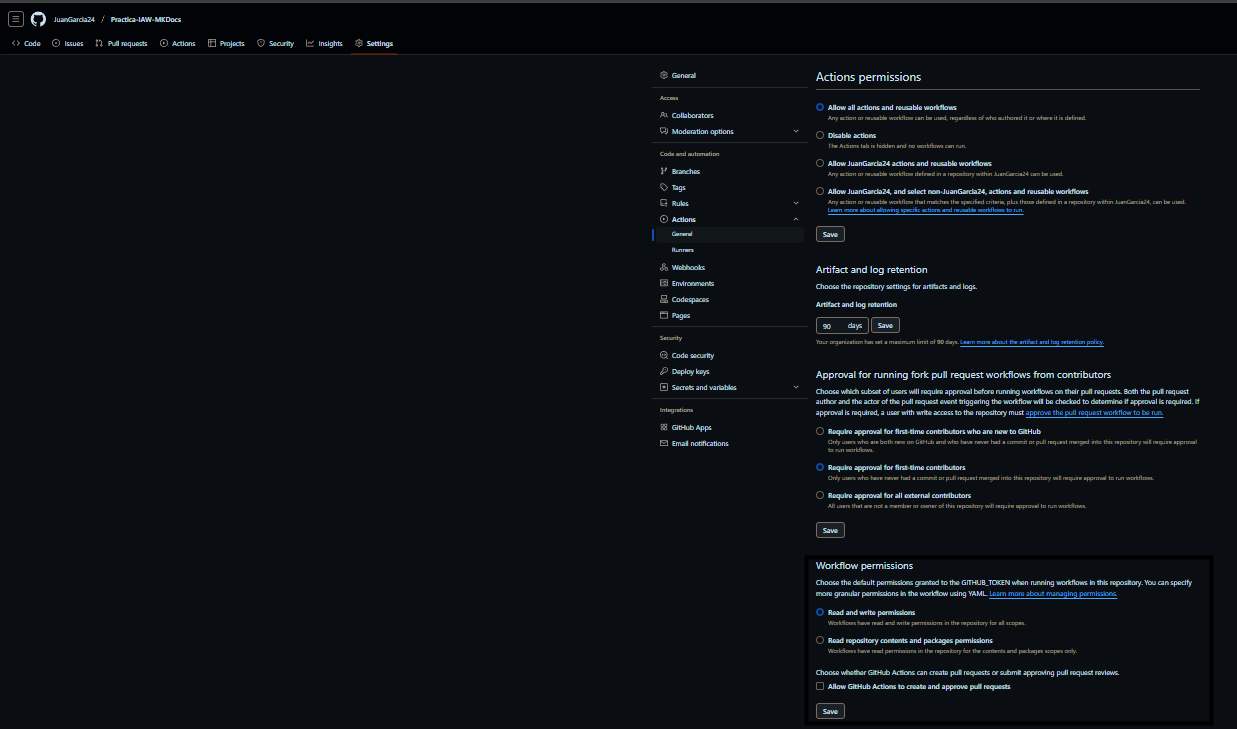 JuanGarcia24 / Practica-IAW-MKDocs
Code Issues Pull requests Actions Projects Security Insights Settings
General
Access
Collaborators
Moderation options
Code and automation
Branches
Tags
Rules
Actions
General
Runners
Webhooks
Environments
Codespaces
Pages
Security
Code security
Deploy keys
Secrets and variables
Integrations
GitHub Apps
Email notifications
Actions permissions
Allow all actions and reusable workflows
Any action or reusable workflow can be used, regardless of who authored it or where it is defined.
Disable actions
The Actions tab is hidden and no workflows can run.
Allow JuanGarcia24 actions and reusable workflows
Any action or reusable workflow defined in a repository within JuanGarcia24 can be used.
Allow JuanGarcia24, and select non-JuanGarcia24, actions and reusable workflows
Any action or reusable workflow that matches the specified criteria, plus those defined in a repository within JuanGarcia24, can be used.
Learn more about allowing specific actions and reusable workflows to run.
Save
Artifact and log retention
Choose the repository settings for artifacts and logs.
Artifact and log retention
90 days Save
Your organization has set a maximum limit of 90 days. Learn more about the artifact and log retention policy.
Approval for running fork pull request workflows from contributors
Choose which subset of users will require approval before running workflows on their pull requests. Both the pull request
author and the actor of the pull request event triggering the workflow will be checked to determine if approval is required. If
approval is required, a user with write access to the repository must approve the pull request workflow to be run.
Require approval for first-time contributors who are new to GitHub
Only users who are both new on GitHub and who have never had a commit or pull request merged into this repository will require approval
to run workflows.
Require approval for first-time contributors
Only users who have never had a commit or pull request merged into this repository will require approval to run workflows.
Require approval for all external contributors
All users that are not a member or owner of this repository will require approval to run workflows.
Save
Workflow permissions
Choose the default permissions granted to the GITHUB_TOKEN when running workflows in this repository. You can specify
more granular permissions in the workflow using YAML. Learn more about managing permissions.
Read and write permissions
Workflows have read and write permissions in the repository for all scopes.
Read repository contents and packages permissions
Workflows have read permissions in the repository for the contents and packages scopes only.
Choose whether GitHub Actions can create pull requests or submit approving pull request reviews.
Allow GitHub Actions to create and approve pull requests
Save